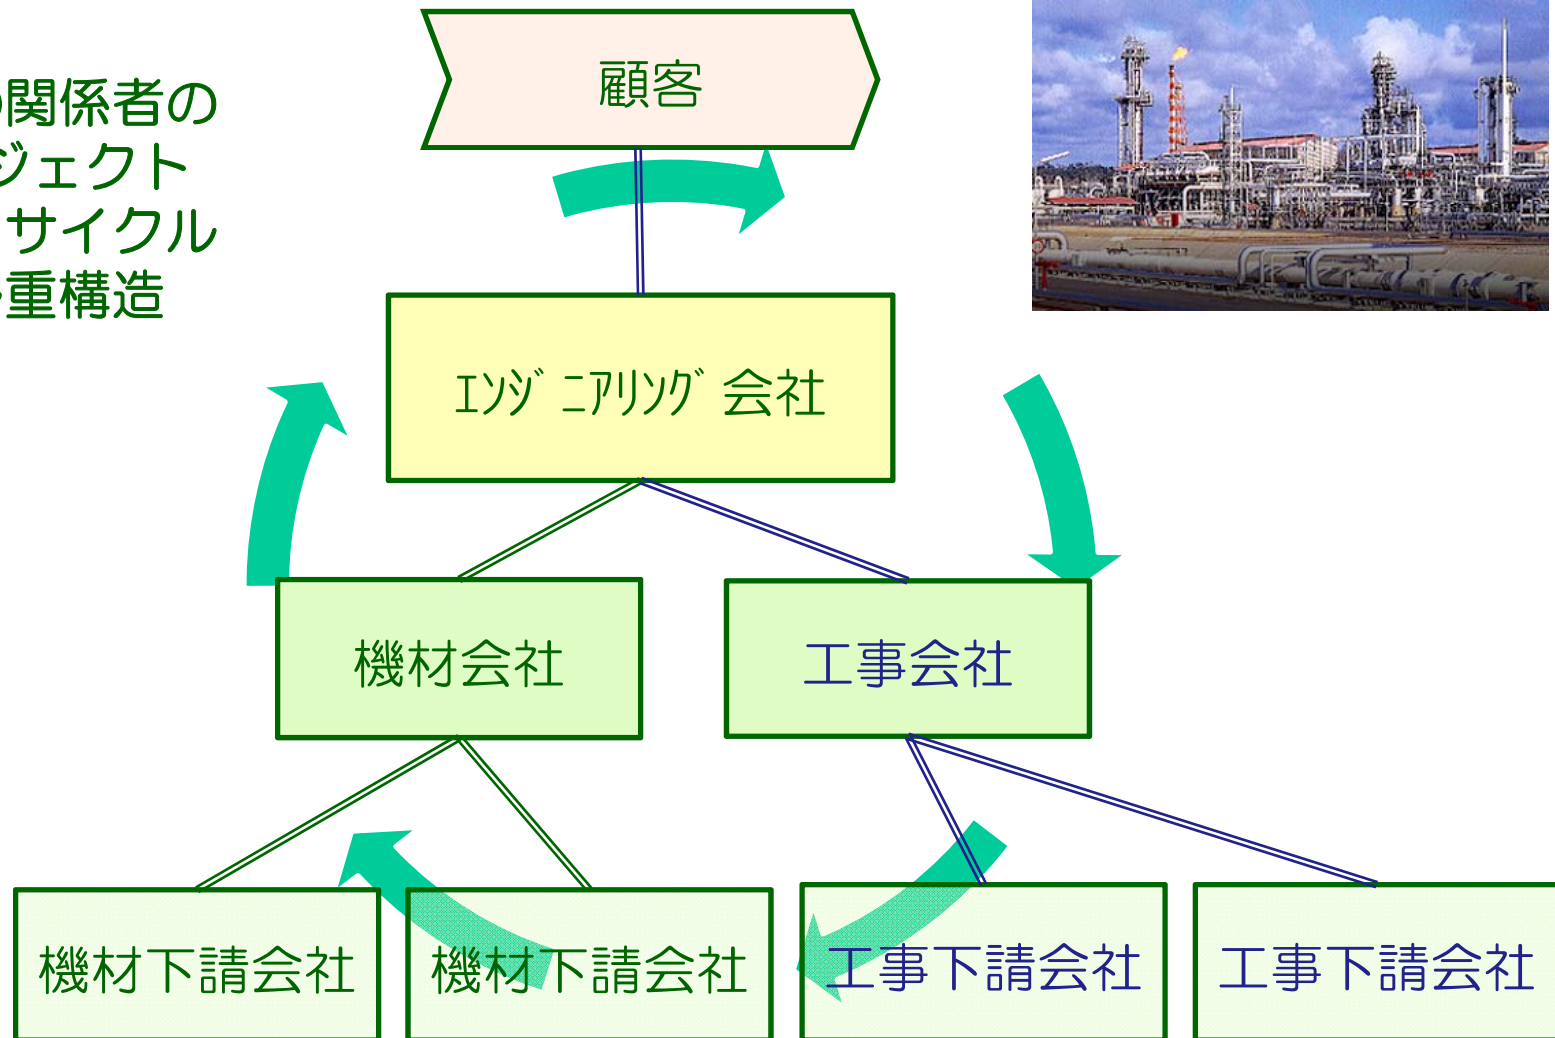 関係者の
ジェクト
サイクル
重構造
顧客
ｴﾝｼﾞﾆｱﾘﾝｸﾞ会社
機材会社
工事会社
機材下請会社
機材下請会社
工事下請会社
工事下請会社